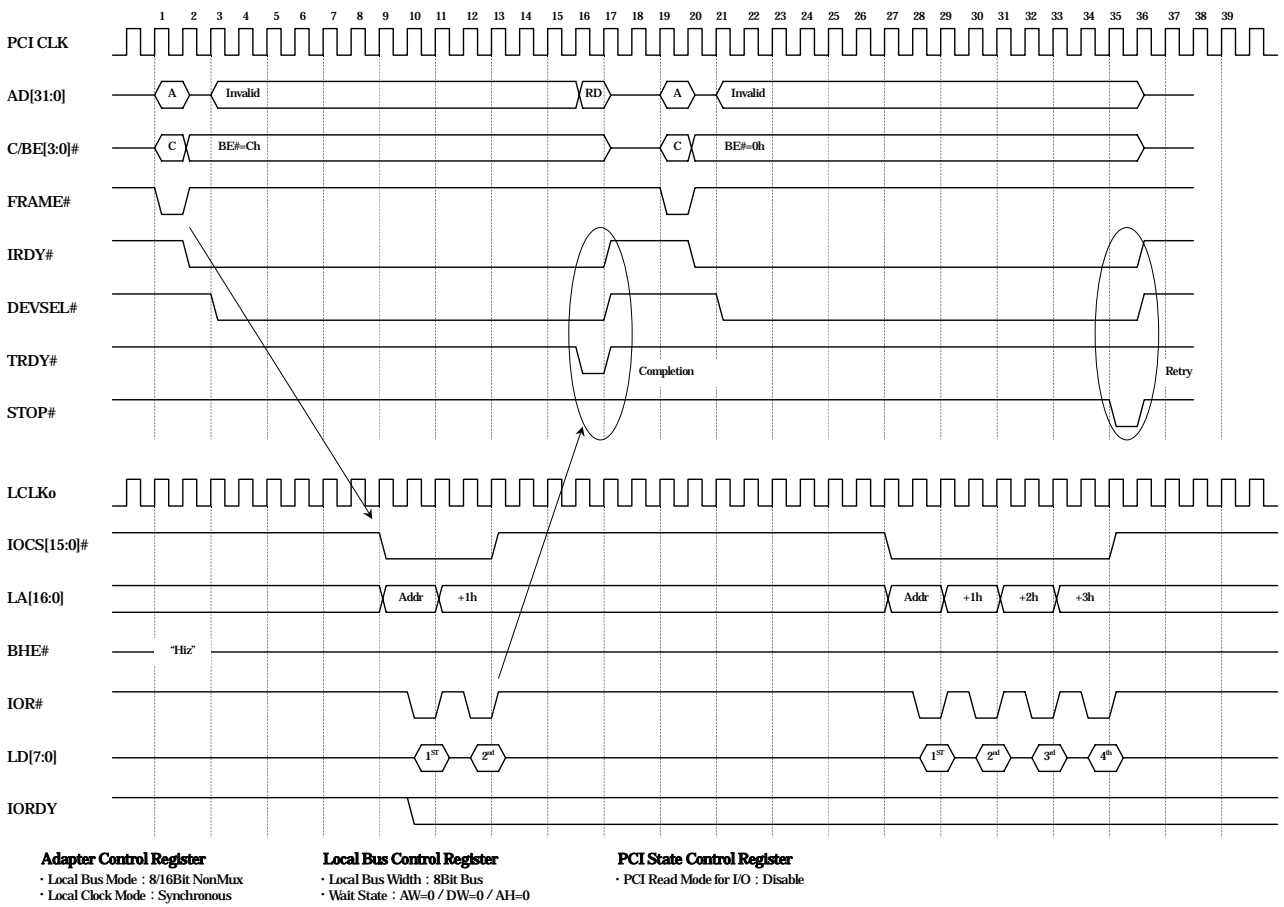 1 2 3 4 5 6 7 8 9 10 11 12 13 14 15 16 17 18 19 20 21 22 23 24 25 26 27 28 29 30 31 32 33 34 35 36 37 38 39
PCI CLK
AD[31:0] A Invalid RD A Invalid
C/BE[3:0]# C BE#=Ch C BE#=0h
FRAME#
IRDY#
DEVSEL#
TRDY# Completion Retry
STOP#
LCLKo
IOCS[15:0]#
LA[16:0] Addr +1h Addr +1h +2h +3h
BHE# “Hiz”
IOR#
LD[7:0] 1ST 2nd 1ST 2nd 3rd 4th
IORDY
Adapter Control Register Local Bus Control Register PCI State Control Register
・Local Bus Mode : 8/16Bit NonMux ・Local Bus Width : 8Bit Bus ・PCI Read Mode for I/O : Disable
・Local Clock Mode : Synchronous ・Wait State : AW=0 / DW=0 / AH=0